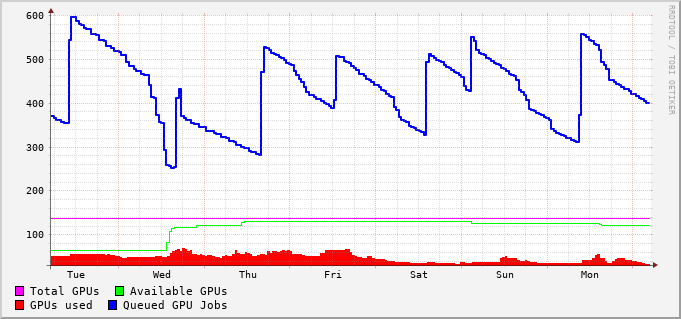 600
500
400
300
200
100
Tue Wed Thu Fri Sat Sun Mon
Total GPUs Available GPUs
GPUs used Queued GPU Jobs
RRDTOOL / TOBI OETIKER